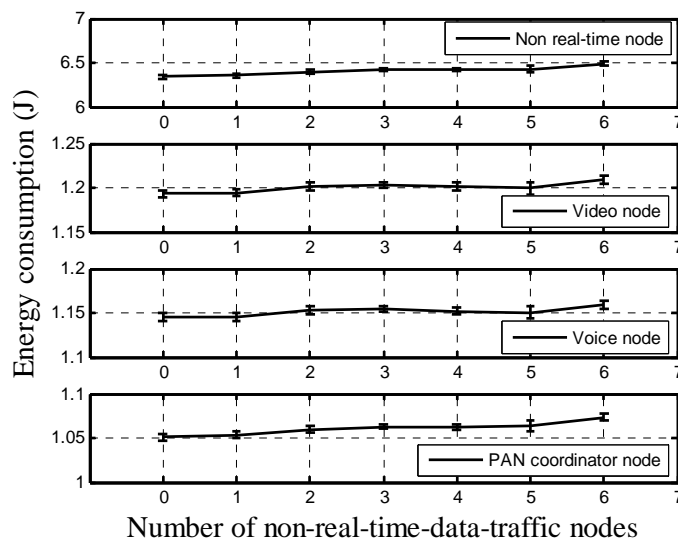 Energy consumption (J)
7
6.5
6
Non real-time node
0 1 2 3 4 5 6 7
1.25
1.2
1.15
Video node
0 1 2 3 4 5 6 7
1.2
1.15
1.1
Voice node
0 1 2 3 4 5 6 7
1.1
1.05
1
PAN coordinator node
0 1 2 3 4 5 6 7
Number of non-real-time-data-traffic nodes